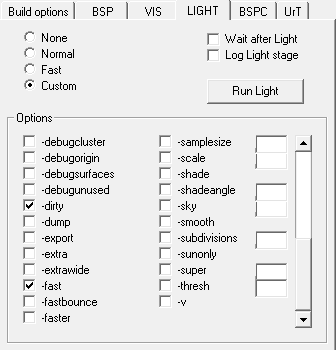 Build options BSP VIS LIGHT BSPC UrT
None
Normal
Fast
Custom
Wait after Light
Log Light stage
Run Light
Options
-debugcluster
-debugorigin
-debugsurfaces
-debugunused
-dirty
-dump
-export
-extra
-extrawide
-fast
-fastbounce
-faster
-samplesize
-scale
-shade
-shadeangle
-sky
-smooth
-subdivisions
-sunonly
-super
-thresh
-v